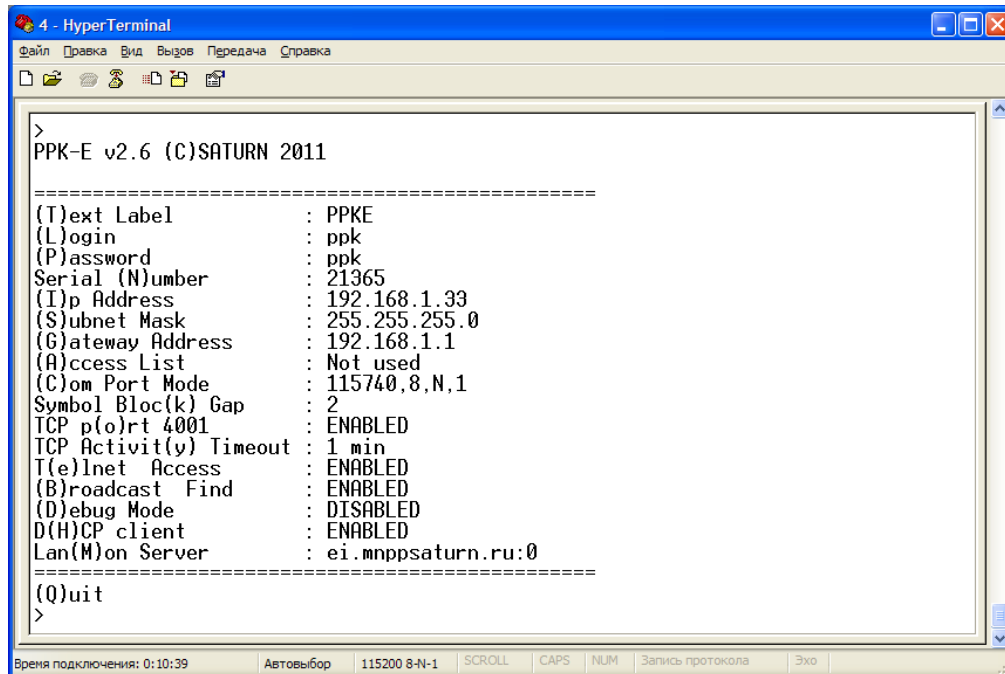 4 - HyperTerminal
Файл Правка Вид Вызов Передача Справка
>
PPK-E v2.6 (C)SATURN 2011
================================================
(T)ext Label : PPKE
(L)ogin : ppk
(P)assword : ppk
Serial (N)umber : 21365
(I)p Address : 192.168.1.33
(S)ubnet Mask : 255.255.255.0
(G)ateway Address : 192.168.1.1
(A)ccess List : Not used
(C)om Port Mode : 115740,8,N,1
Symbol Bloc(k) Gap : 2
TCP p(o)rt 4001 : ENABLED
TCP Activit(y) Timeout : 1 min
T(e)lnet  Access : ENABLED
(B)roadcast  Find : ENABLED
(D)ebug Mode : DISABLED
D(H)CP client : ENABLED
Lan(M)on Server : ei.mnppsaturn.ru:0
================================================
(Q)uit
>
Время подключения: 0:10:39 Автовыбор 115200 8-N-1 SCROLL CAPS NUM Запись протокола Эхо